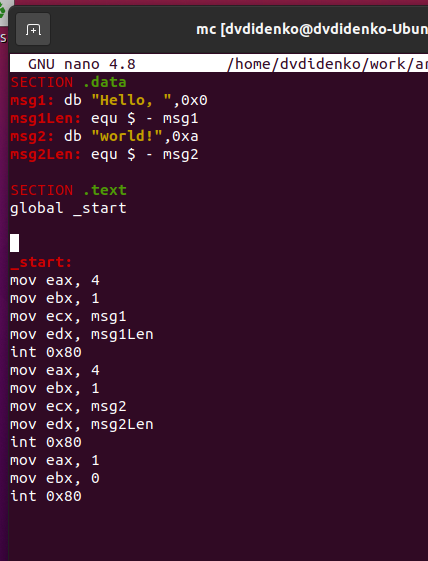 s
mc [dvdidenko@dvdidenko-Ubun
GNU nano 4.8 /home/dvdidenko/work/ar
SECTION .data
msg1: db "Hello, ",0x0
msg1Len: equ $ - msg1
msg2: db "world!",0xa
msg2Len: equ $ - msg2
SECTION .text
global _start
_start:
mov eax, 4
mov ebx, 1
mov ecx, msg1
mov edx, msg1Len
int 0x80
mov eax, 4
mov ebx, 1
mov ecx, msg2
mov edx, msg2Len
int 0x80
mov eax, 1
mov ebx, 0
int 0x80